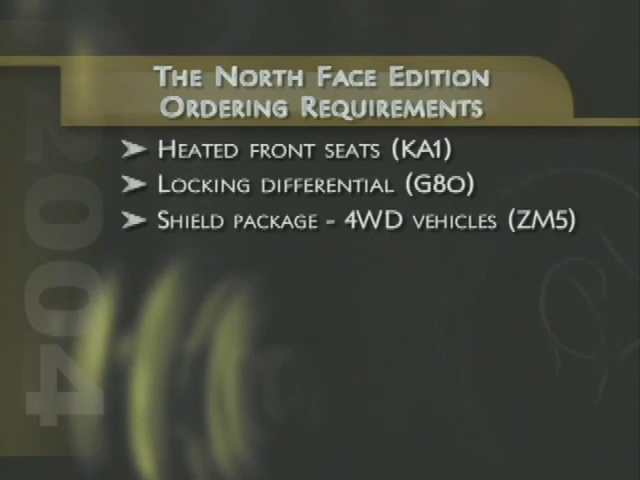 THE NORTH FACE EDITION
ORDERING REQUIREMENTS
➤ HEATED FRONT SEATS (KA1)
➤ LOCKING DIFFERENTIAL (G80)
➤ SHIELD PACKAGE - 4WD VEHICLES (ZM5)
2004